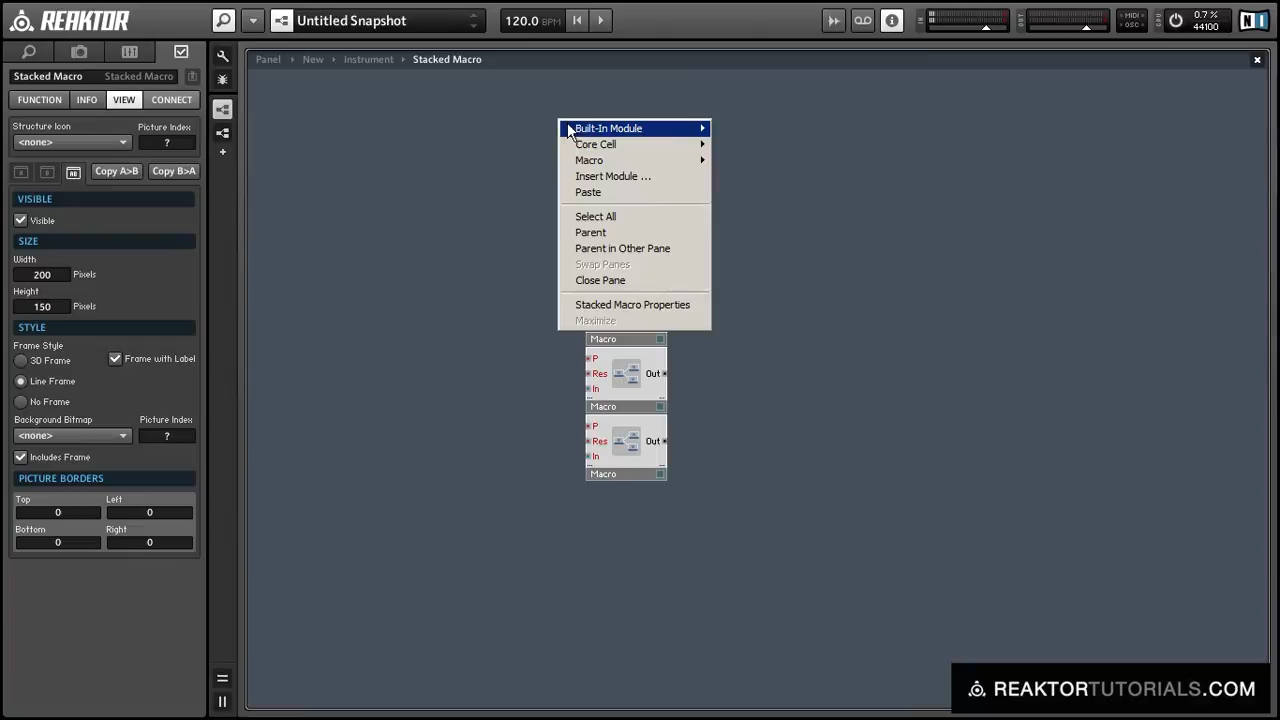 REAKTOR
Untitled Snapshot
120.0 BPM
MIDI
OSC
CPU
0.7 %
44100
NI
Stacked Macro Stacked Macro
FUNCTION INFO VIEW CONNECT
Structure Icon Picture Index
<none> ?
A B AB Copy A>B Copy B>A
VISIBLE
Visible
SIZE
Width
200 Pixels
Height
150 Pixels
STYLE
Frame Style
3D Frame Frame with Label
Line Frame
No Frame
Background Bitmap Picture Index
<none> ?
Includes Frame
PICTURE BORDERS
Top Left
0 0
Bottom Right
0 0
Panel New Instrument Stacked Macro
Built-In Module
Core Cell
Macro
Insert Module ...
Paste
Select All
Parent
Parent in Other Pane
Swap Panes
Close Pane
Stacked Macro Properties
Maximize
Macro
P
Res Out
In
Macro
P
Res Out
In
Macro
REAKTORTUTORIALS.COM